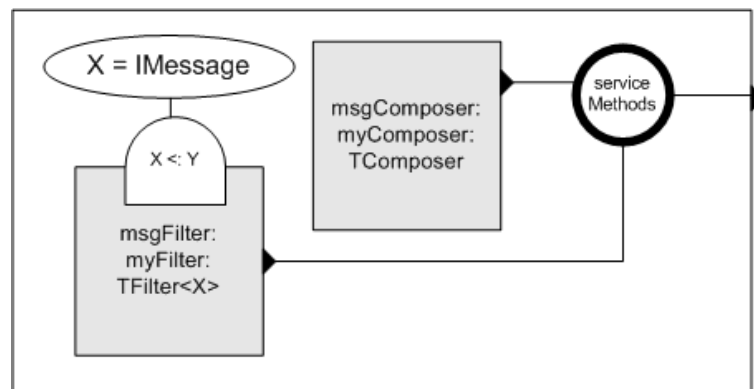 X = IMessage
X <: Y
msgFilter:
myFilter:
TFilter<X>
msgComposer:
myComposer:
TComposer
service
Methods